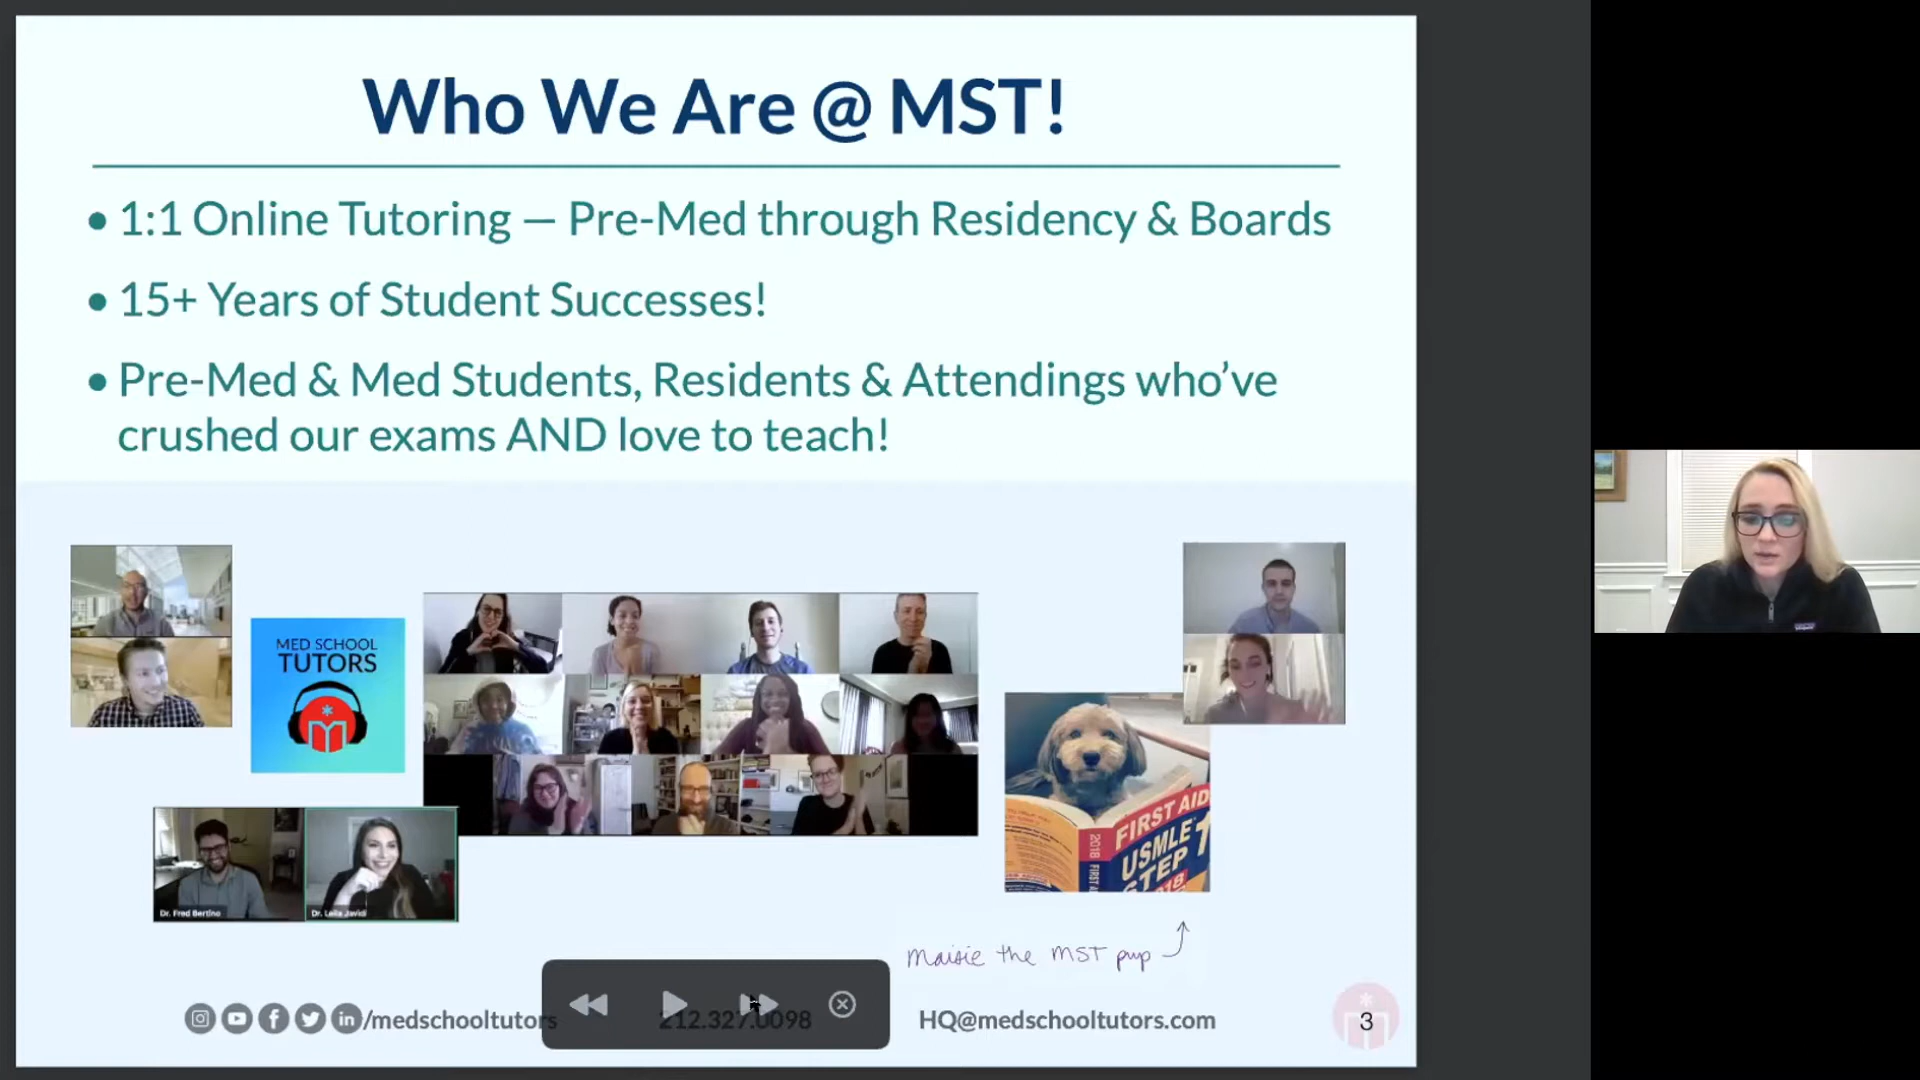 Who We Are @ MST!
• 1:1 Online Tutoring — Pre-Med through Residency & Boards
• 15+ Years of Student Successes!
• Pre-Med & Med Students, Residents & Attendings who’ve
crushed our exams AND love to teach!
MED SCHOOL
TUTORS
FIRST AID
USMLE
STEP 1
2018
Dr. Fred Bertino
Dr. Leila Javidi
Maisie the MST pup
/medschooltutors
212.327.0098
HQ@medschooltutors.com
3